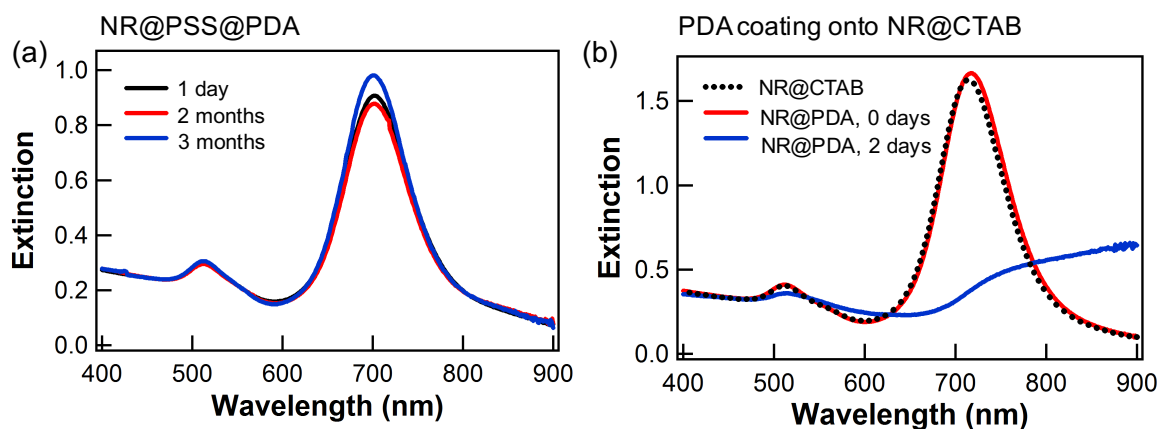 NR@PSS@PDA
(a)
1.0
0.8
0.6
0.4
0.2
0.0
Extinction
1 day
2 months
3 months
400 500 600 700 800 900
Wavelength (nm)
PDA coating onto NR@CTAB
(b)
1.5
1.0
0.5
0.0
Extinction
NR@CTAB
NR@PDA, 0 days
NR@PDA, 2 days
400 500 600 700 800 900
Wavelength (nm)